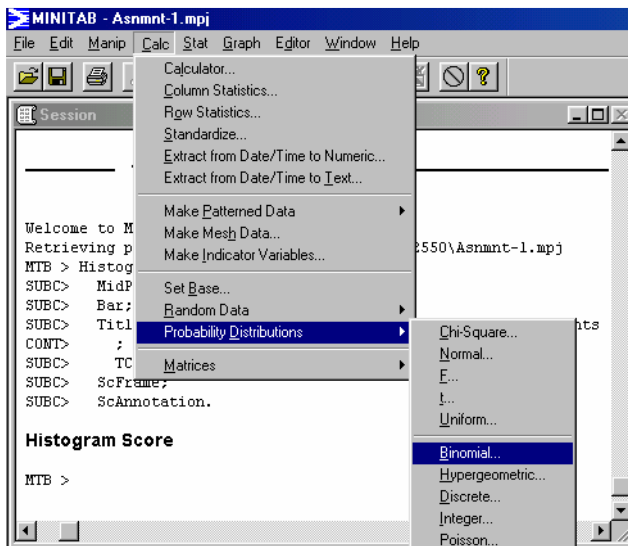 MINITAB - Asnmnt-1.mpj
File Edit Manip Calc Stat Graph Editor Window Help
Session
Calculator...
Column Statistics...
Row Statistics...
Standardize...
Extract from Date/Time to Numeric...
Extract from Date/Time to Text...
Make Patterned Data
Make Mesh Data...
Make Indicator Variables...
Set Base...
Random Data
Probability Distributions
Matrices
Chi-Square...
Normal...
F...
t...
Uniform...
Binomial...
Hypergeometric...
Discrete...
Integer...
Poisson...
Welcome to M
Retrieving p 2550\Asnmnt-1.mpj
MTB > Histog
SUBC> MidP
SUBC> Bar;
SUBC> Titl nts
CONT> ;
SUBC> TC
SUBC> ScFrame;
SUBC> ScAnnotation.
Histogram Score
MTB >